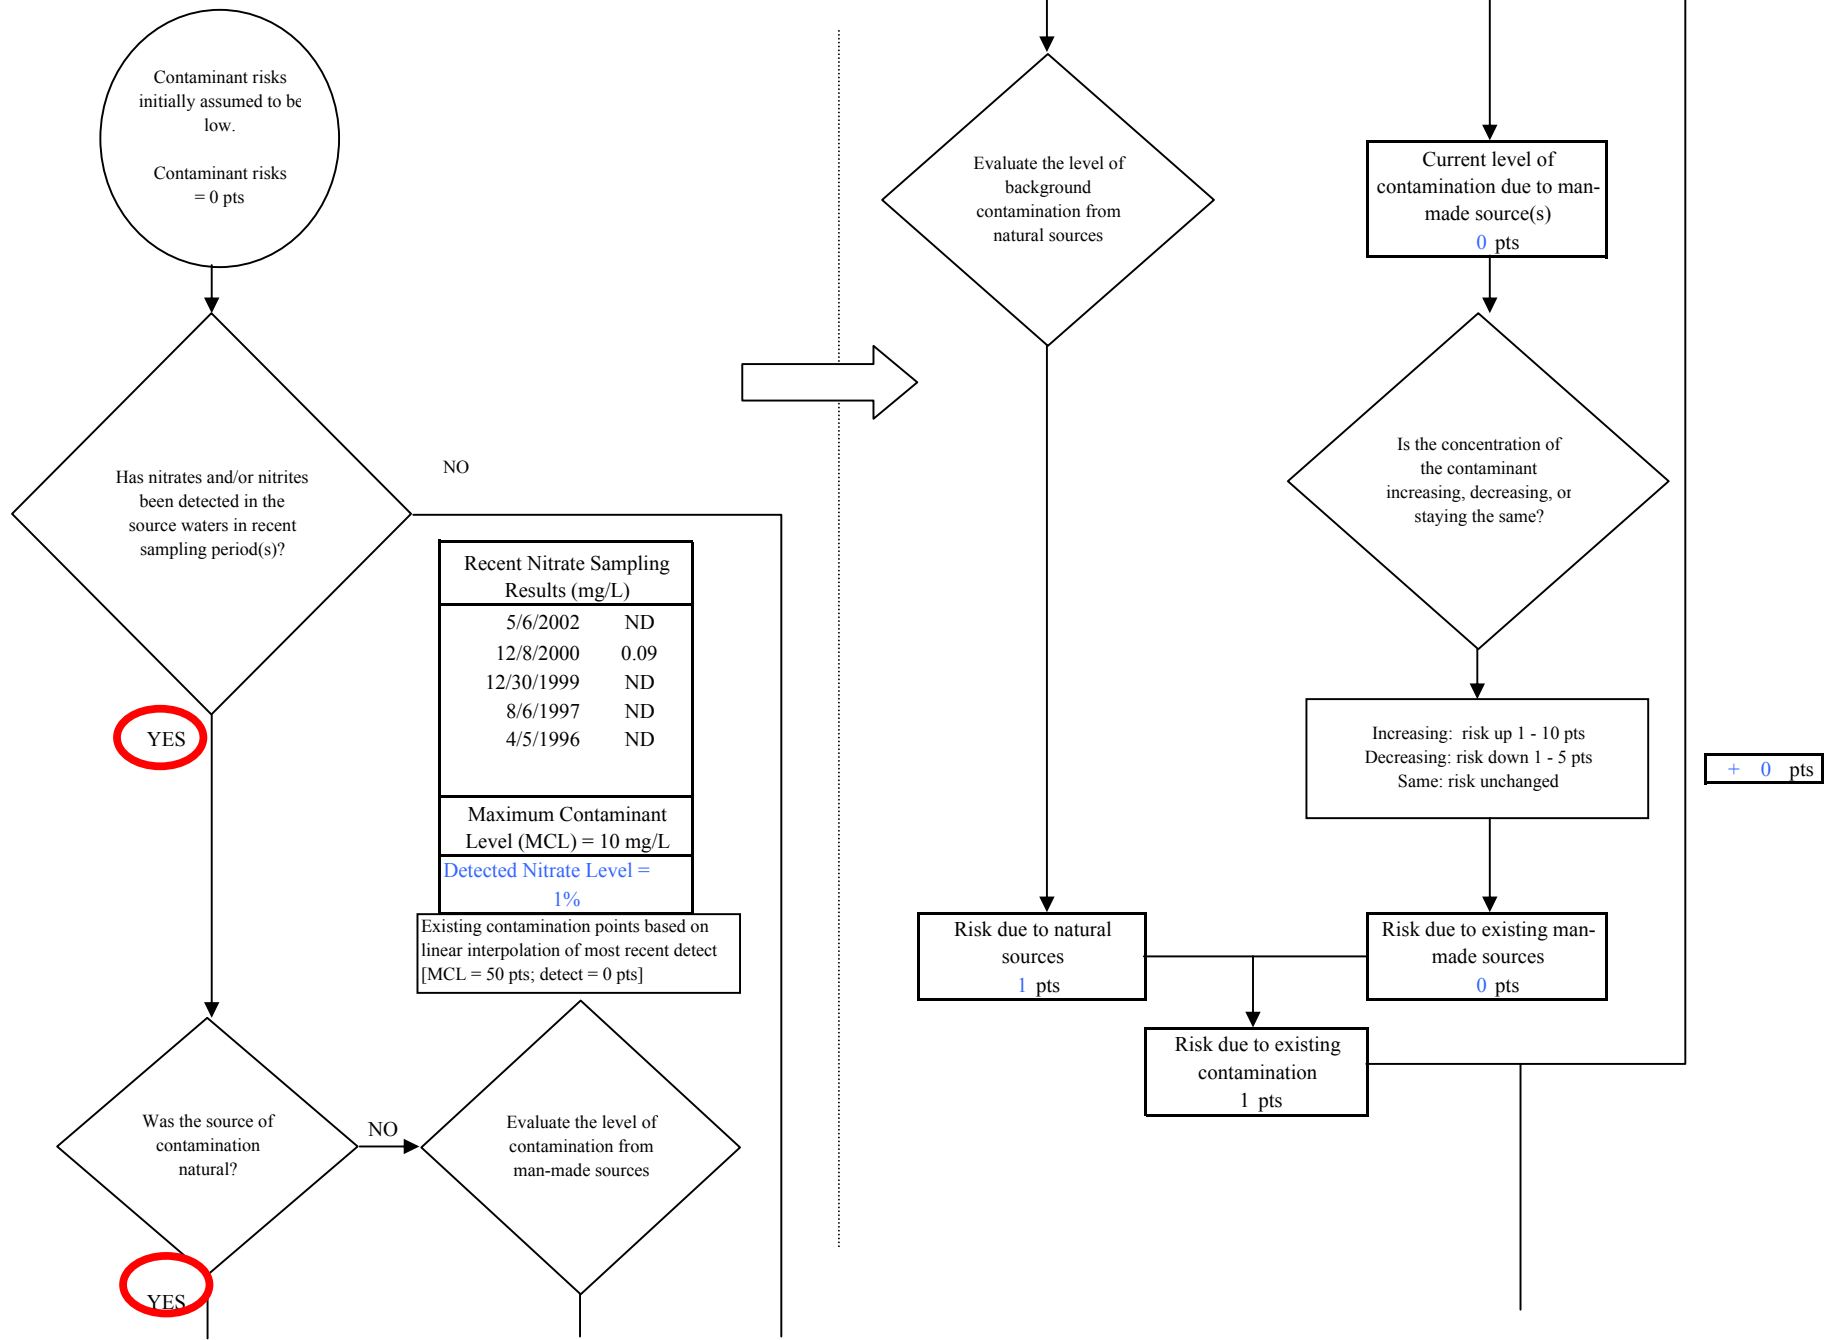 Contaminant risks
initially assumed to be
low.
Contaminant risks
= 0 pts
Has nitrates and/or nitrites
been detected in the
source waters in recent
sampling period(s)?
NO
YES
Recent Nitrate Sampling
Results (mg/L)
5/6/2002 ND
12/8/2000 0.09
12/30/1999 ND
8/6/1997 ND
4/5/1996 ND
Maximum Contaminant
Level (MCL) = 10 mg/L
Detected Nitrate Level =
1%
Existing contamination points based on
linear interpolation of most recent detect
[MCL = 50 pts; detect = 0 pts]
Was the source of
contamination
natural?
NO
YES
Evaluate the level of
contamination from
man-made sources
Evaluate the level of
background
contamination from
natural sources
Current level of
contamination due to man-
made source(s)
0 pts
Is the concentration of
the contaminant
increasing, decreasing, or
staying the same?
Increasing: risk up 1 - 10 pts
Decreasing: risk down 1 - 5 pts
Same: risk unchanged
+ 0 pts
Risk due to natural
sources
1 pts
Risk due to existing man-
made sources
0 pts
Risk due to existing
contamination
1 pts